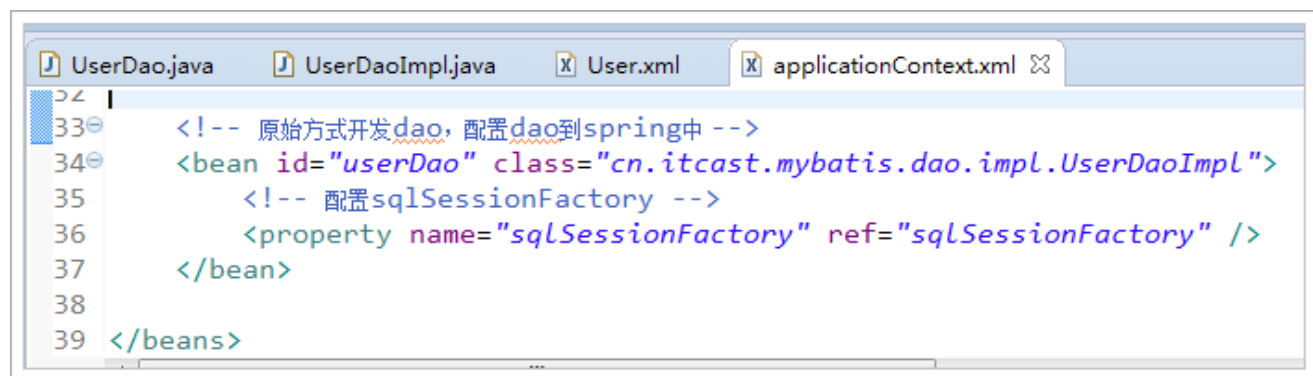 UserDao.java UserDaoImpl.java User.xml applicationContext.xml
32
33 <!-- 原始方式开发dao，配置dao到spring中 -->
34 <bean id="userDao" class="cn.itcast.mybatis.dao.impl.UserDaoImpl">
35 <!-- 配置sqlSessionFactory -->
36 <property name="sqlSessionFactory" ref="sqlSessionFactory" />
37 </bean>
38
39 </beans>